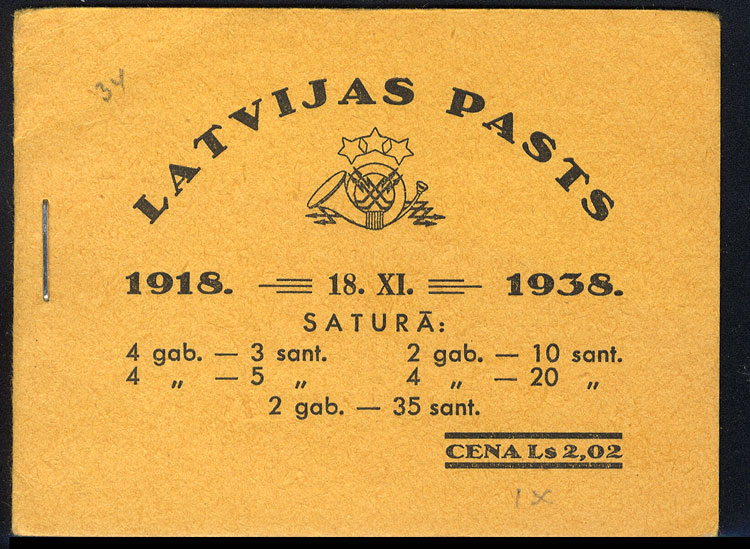 34
LATVIJAS PASTS
1918. 18. XI. 1938.
SATURĀ:
4 gab. — 3 sant. 2 gab. — 10 sant.
4 „ — 5 „ 4 „ — 20 „
2 gab. — 35 sant.
CENA Ls 2,02
IX